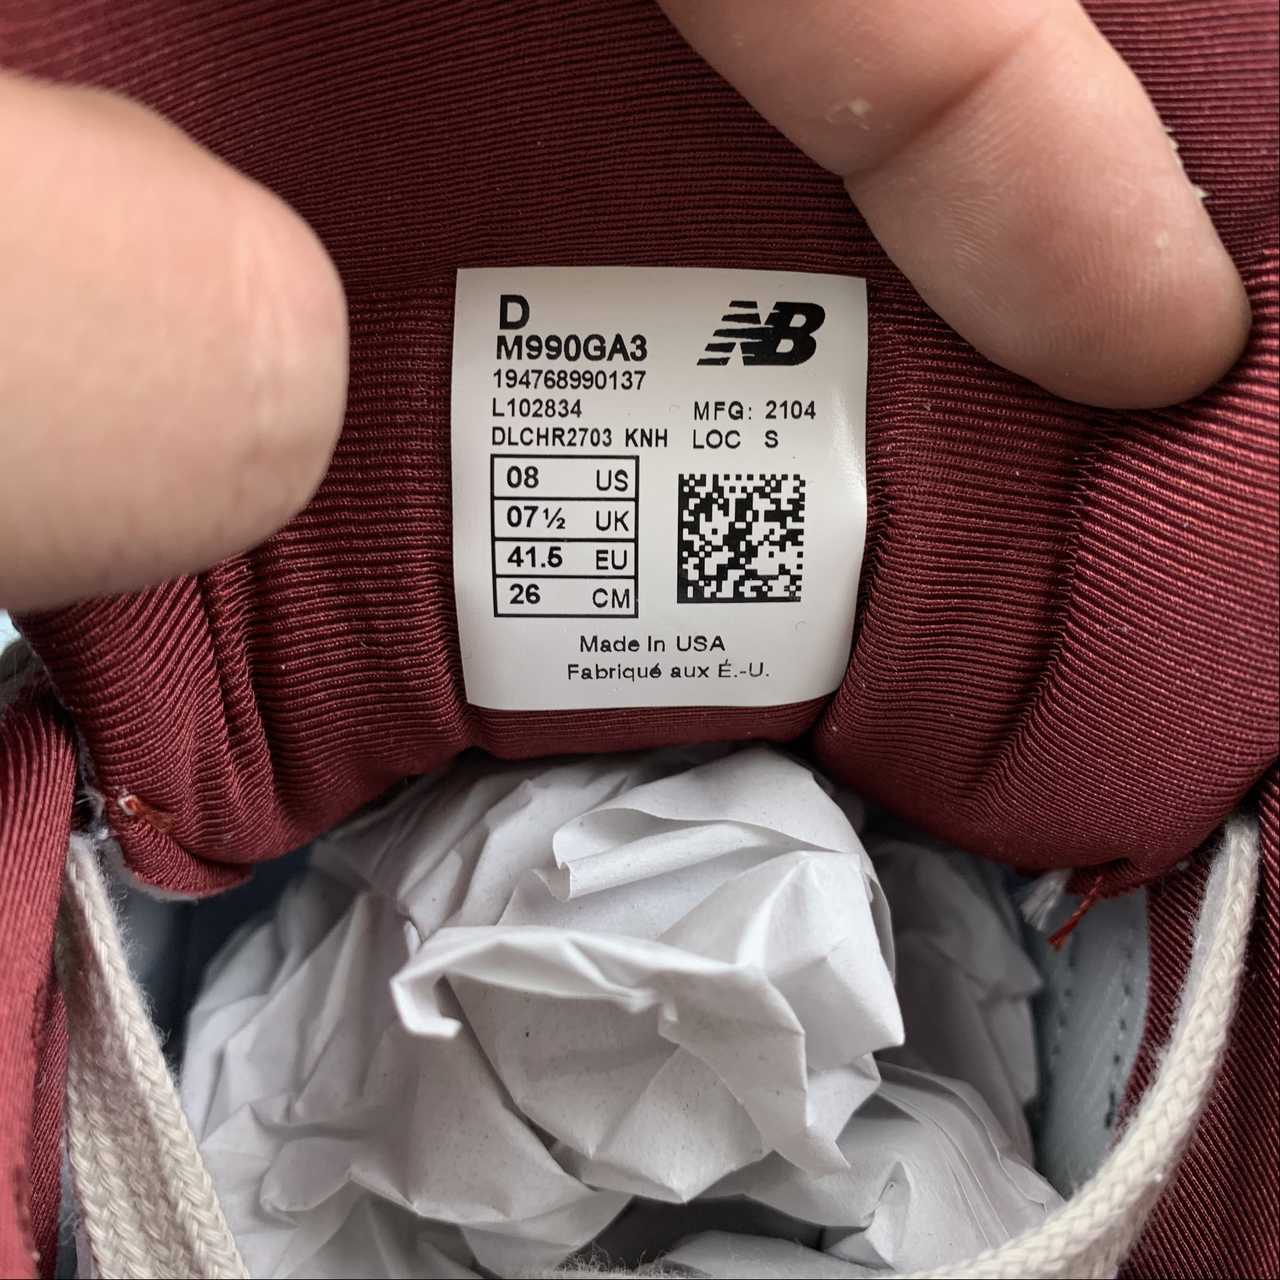 D
NB
M990GA3
194768990137
L102834
MFG: 2104
DLCHR2703 KNH
LOC S
08 US
07½ UK
41.5 EU
26 CM
Made In USA
Fabriqué aux É.-U.